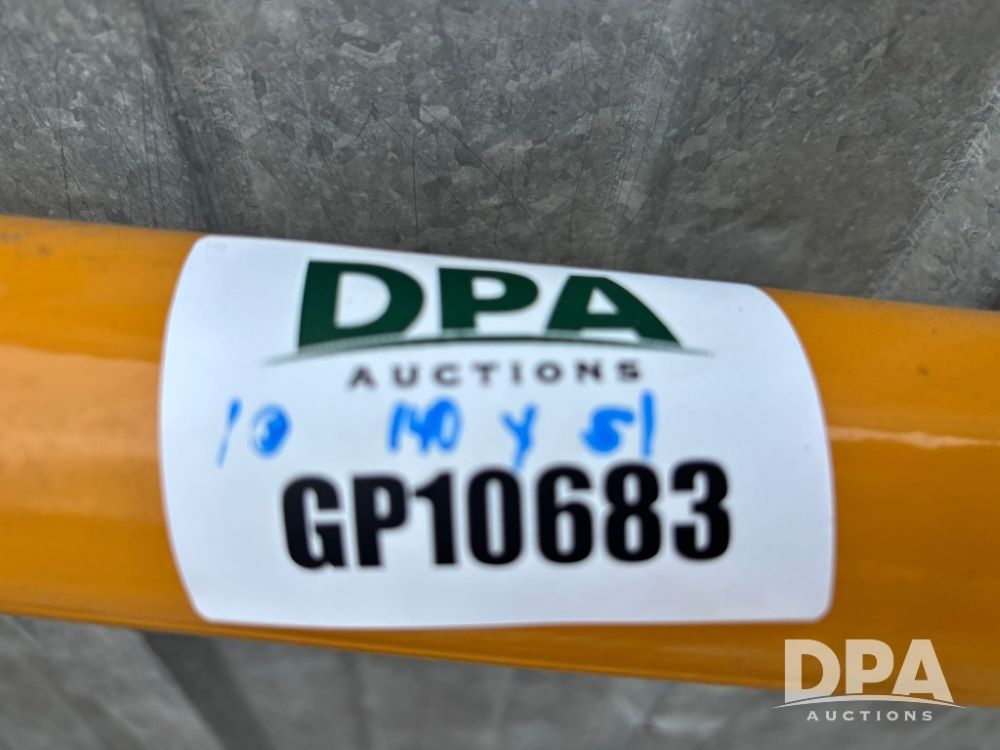 DPA
AUCTIONS
10 140 x 51
GP10683
DPA
AUCTIONS